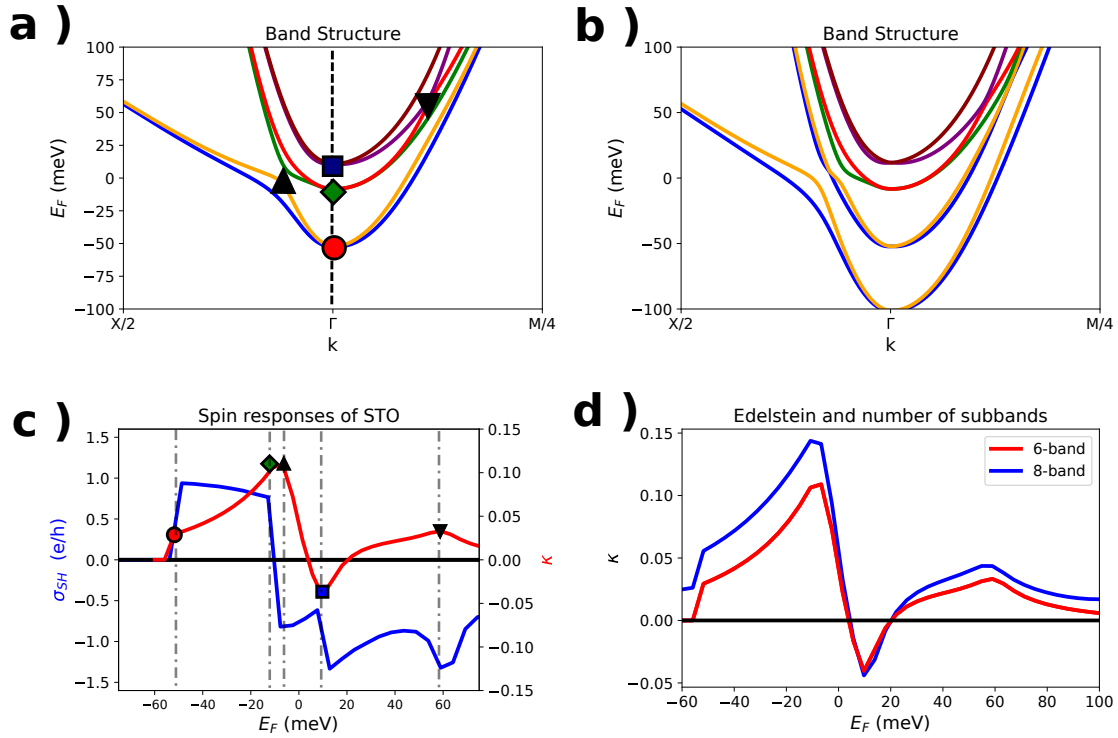 a )
Band Structure
E_F (meV)
100
75
50
25
0
−25
−50
−75
−100
X/2
Γ
M/4
k
b )
Band Structure
E_F (meV)
100
75
50
25
0
−25
−50
−75
−100
X/2
Γ
M/4
k
c )
Spin responses of STO
σ_SH (e/h)
1.5
1.0
0.5
0.0
−0.5
−1.0
−1.5
0.15
0.10
0.05
0.00
−0.05
−0.10
−0.15
κ
−60
−40
−20
0
20
40
60
E_F (meV)
d )
Edelstein and number of subbands
6-band
8-band
κ
0.15
0.10
0.05
0.00
−0.05
−60
−40
−20
0
20
40
60
80
100
E_F (meV)